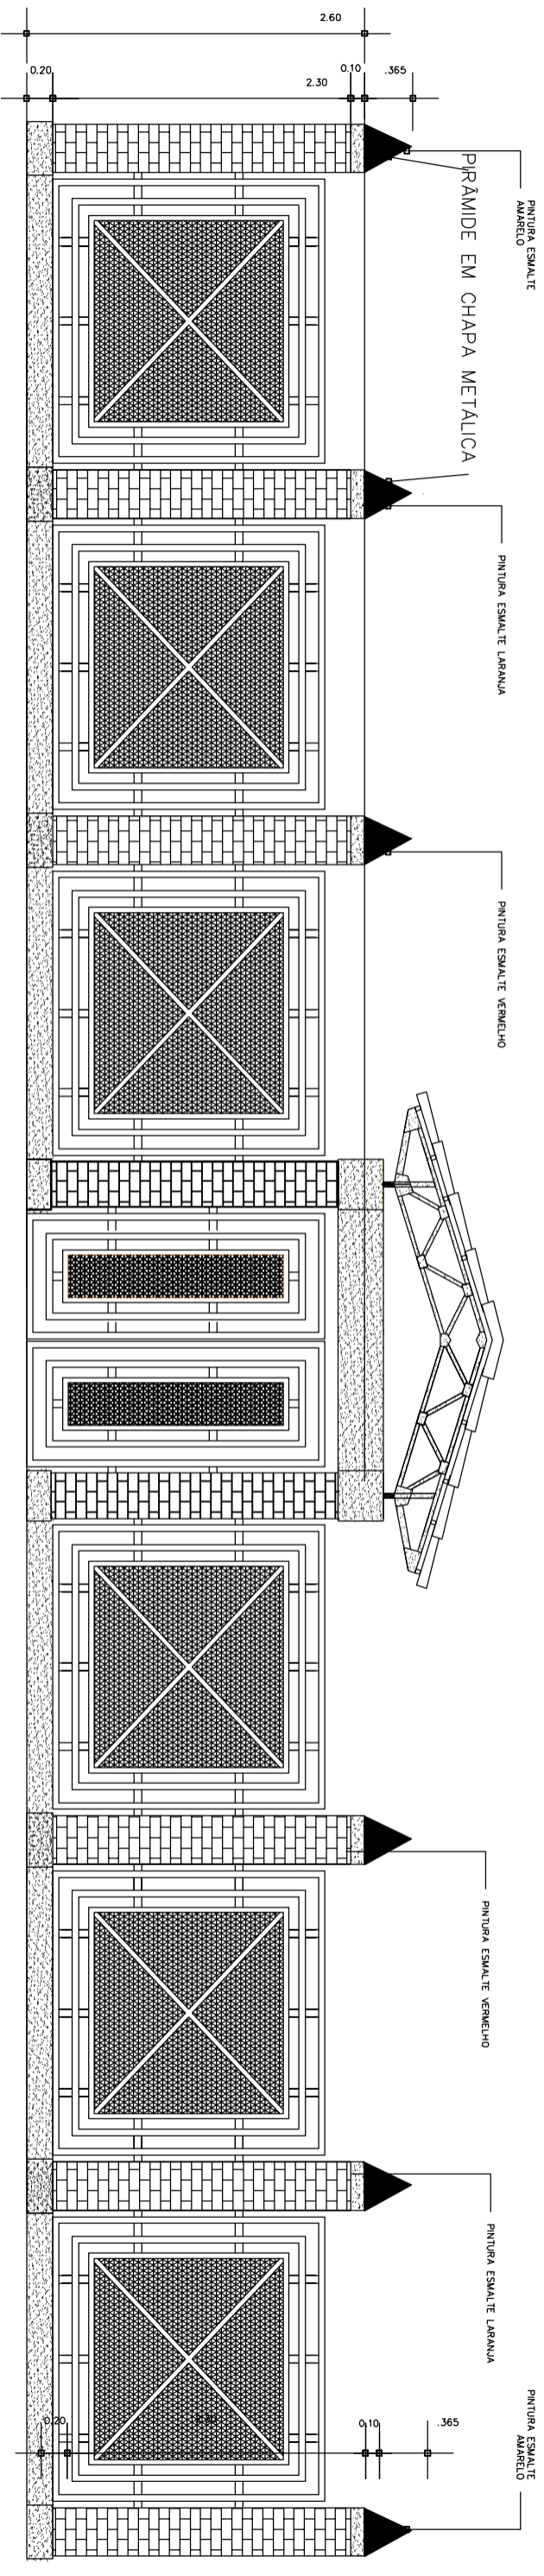 2.60
0.20
2.30
0.10
.365
PINTURA ESMALTE
AMARELO
PIRÂMIDE EM CHAPA METÁLICA
PINTURA ESMALTE LARANJA
PINTURA ESMALTE VERMELHO
PINTURA ESMALTE VERMELHO
PINTURA ESMALTE LARANJA
PINTURA ESMALTE
AMARELO
0.20
0.10
.365